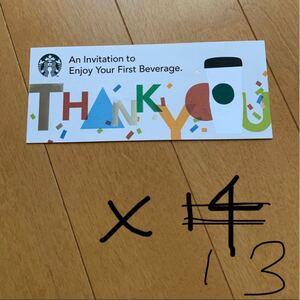 An Invitation to
Enjoy Your First Beverage.
THANK YOU
× 14
13